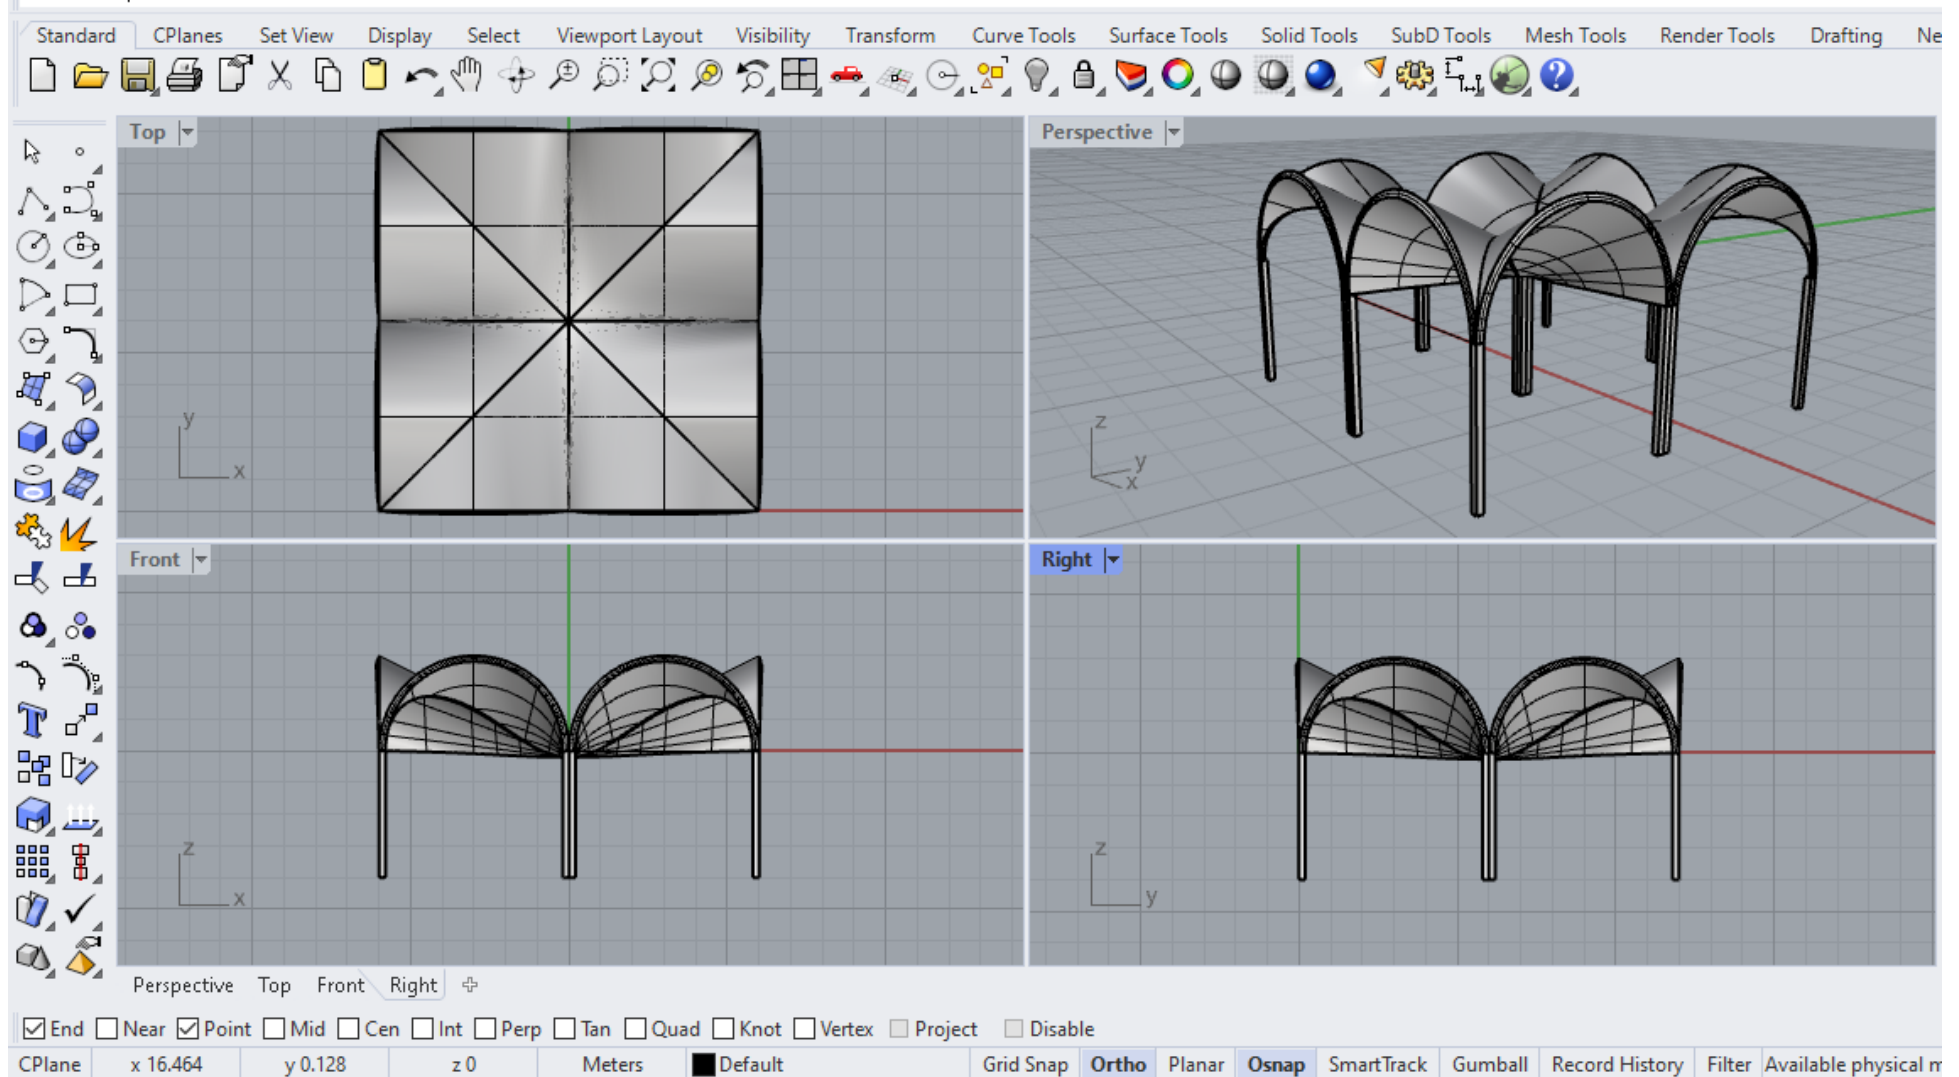 Standard CPlanes Set View Display Select Viewport Layout Visibility Transform Curve Tools Surface Tools Solid Tools SubD Tools Mesh Tools Render Tools Drafting Ne
Top Perspective
y x
z y x
Front Right
z x
z y
Perspective Top Front Right
End Near Point Mid Cen Int Perp Tan Quad Knot Vertex Project Disable
CPlane x 16.464 y 0.128 z 0 Meters Default Grid Snap Ortho Planar Osnap SmartTrack Gumball Record History Filter Available physical m